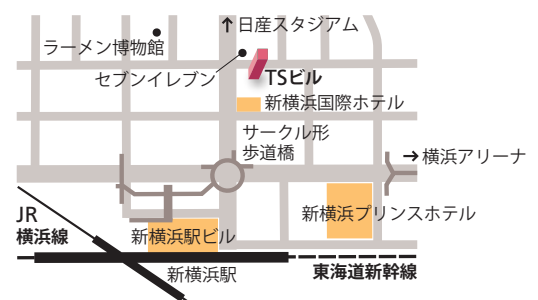 ↑日産スタジアム
ラーメン博物館
セブンイレブン
TSビル
新横浜国際ホテル
サークル形
歩道橋
→横浜アリーナ
JR
横浜線
新横浜プリンスホテル
新横浜駅ビル
新横浜駅
東海道新幹線